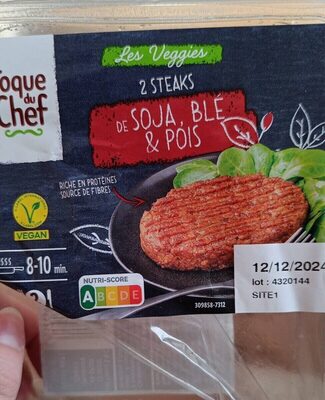 Toque
du
Chef
Les Veggies
2 STEAKS
DE SOJA, BLÉ
& POIS
RICHE EN PROTÉINES
SOURCE DE FIBRES
VEGAN
8-10 min.
NUTRI-SCORE
A B C D E
12/12/2024
lot : 4320144
SITE1
309858-7312